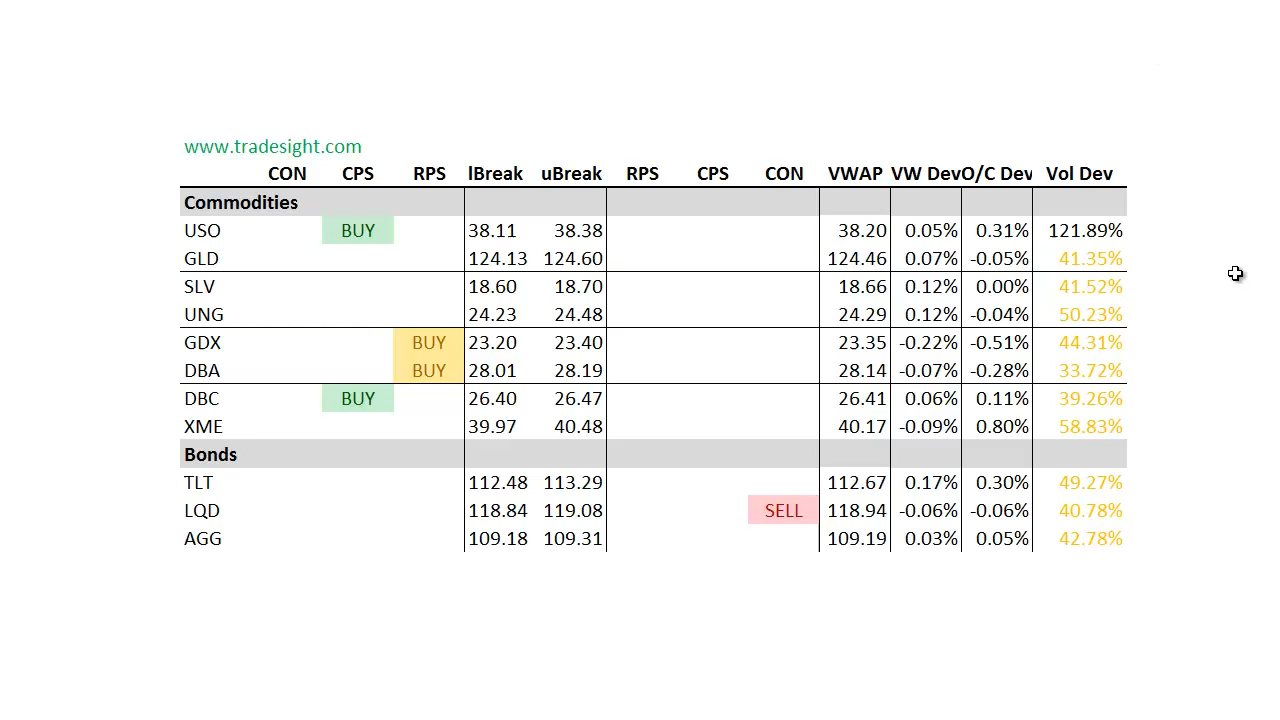 www.tradesight.com
CON CPS RPS lBreak uBreak RPS CPS CON VWAP VW Dev O/C Dev Vol Dev
Commodities
USO BUY 38.11 38.38 38.20 0.05% 0.31% 121.89%
GLD 124.13 124.60 124.46 0.07% -0.05% 41.35%
SLV 18.60 18.70 18.66 0.12% 0.00% 41.52%
UNG 24.23 24.48 24.29 0.12% -0.04% 50.23%
GDX BUY 23.20 23.40 23.35 -0.22% -0.51% 44.31%
DBA BUY 28.01 28.19 28.14 -0.07% -0.28% 33.72%
DBC BUY 26.40 26.47 26.41 0.06% 0.11% 39.26%
XME 39.97 40.48 40.17 -0.09% 0.80% 58.83%
Bonds
TLT 112.48 113.29 112.67 0.17% 0.30% 49.27%
LQD 118.84 119.08 SELL 118.94 -0.06% -0.06% 40.78%
AGG 109.18 109.31 109.19 0.03% 0.05% 42.78%